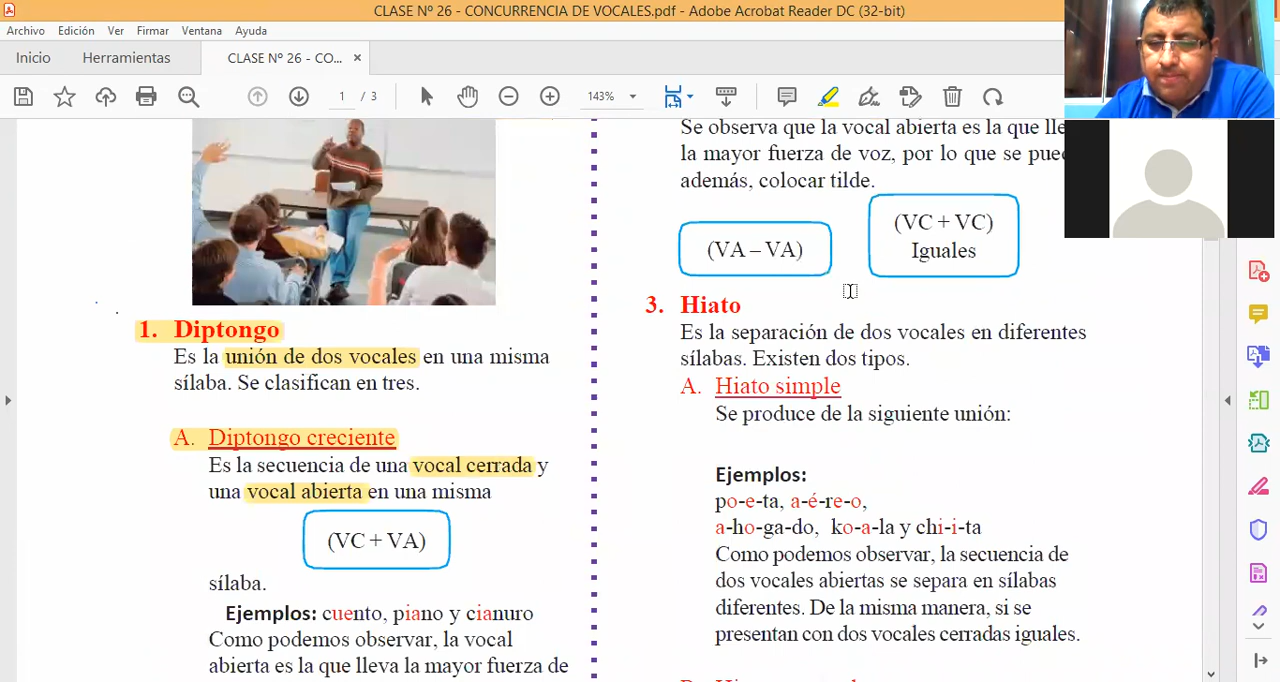 CLASE Nº 26 - CONCURRENCIA DE VOCALES.pdf - Adobe Acrobat Reader DC (32-bit)
Archivo Edición Ver Firmar Ventana Ayuda
Inicio Herramientas CLASE Nº 26 - CO... ×
1 / 3 143%
1. Diptongo
Es la unión de dos vocales en una misma
sílaba. Se clasifican en tres.
A. Diptongo creciente
Es la secuencia de una vocal cerrada y
una vocal abierta en una misma
(VC + VA)
sílaba.
Ejemplos: cuento, piano y cianuro
Como podemos observar, la vocal
abierta es la que lleva la mayor fuerza de
Se observa que la vocal abierta es la que
la mayor fuerza de voz, por lo que se
además, colocar tilde.
(VA – VA)
(VC + VC)
Iguales
3. Hiato
Es la separación de dos vocales en diferentes
sílabas. Existen dos tipos.
A. Hiato simple
Se produce de la siguiente unión:
Ejemplos:
po-e-ta, a-é-re-o,
a-ho-ga-do, ko-a-la y chi-i-ta
Como podemos observar, la secuencia de
dos vocales abiertas se separa en sílabas
diferentes. De la misma manera, si se
presentan con dos vocales cerradas iguales.